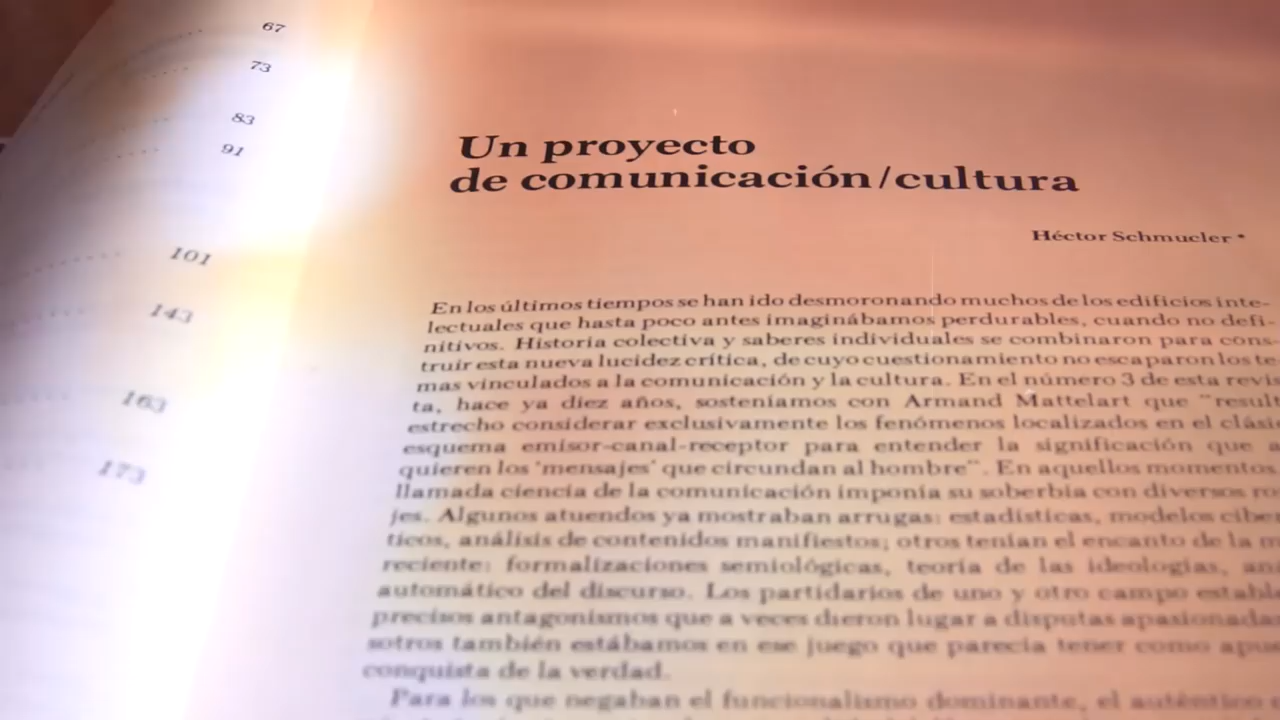 67
73
83
91
101
143
163
173
Un proyecto
de comunicación/cultura
Héctor Schmucler *
En los últimos tiempos se han ido desmoronando muchos de los edificios inte-
lectuales que hasta poco antes imaginábamos perdurables, cuando no defi-
nitivos. Historia colectiva y saberes individuales se combinaron para cons-
truir esta nueva lucidez crítica, de cuyo cuestionamiento no escaparon los te
mas vinculados a la comunicación y la cultura. En el número 3 de esta revis
ta, hace ya diez años, sosteníamos con Armand Mattelart que "result
estrecho considerar exclusivamente los fenómenos localizados en el clási
esquema emisor-canal-receptor para entender la significación que a
quieren los 'mensajes' que circundan al hombre". En aquellos momentos
llamada ciencia de la comunicación imponía su soberbia con diversos ro
jes. Algunos atuendos ya mostraban arrugas: estadísticas, modelos ciber
ticos, análisis de contenidos manifiestos; otros tenían el encanto de la m
reciente: formalizaciones semiológicas, teoría de las ideologías, aná
automático del discurso. Los partidarios de uno y otro campo establ
precisos antagonismos que a veces dieron lugar a disputas apasionada
sotros también estábamos en ese juego que parecía tener como apue
conquista de la verdad.
Para los que negaban el funcionalismo dominante, el auténtico